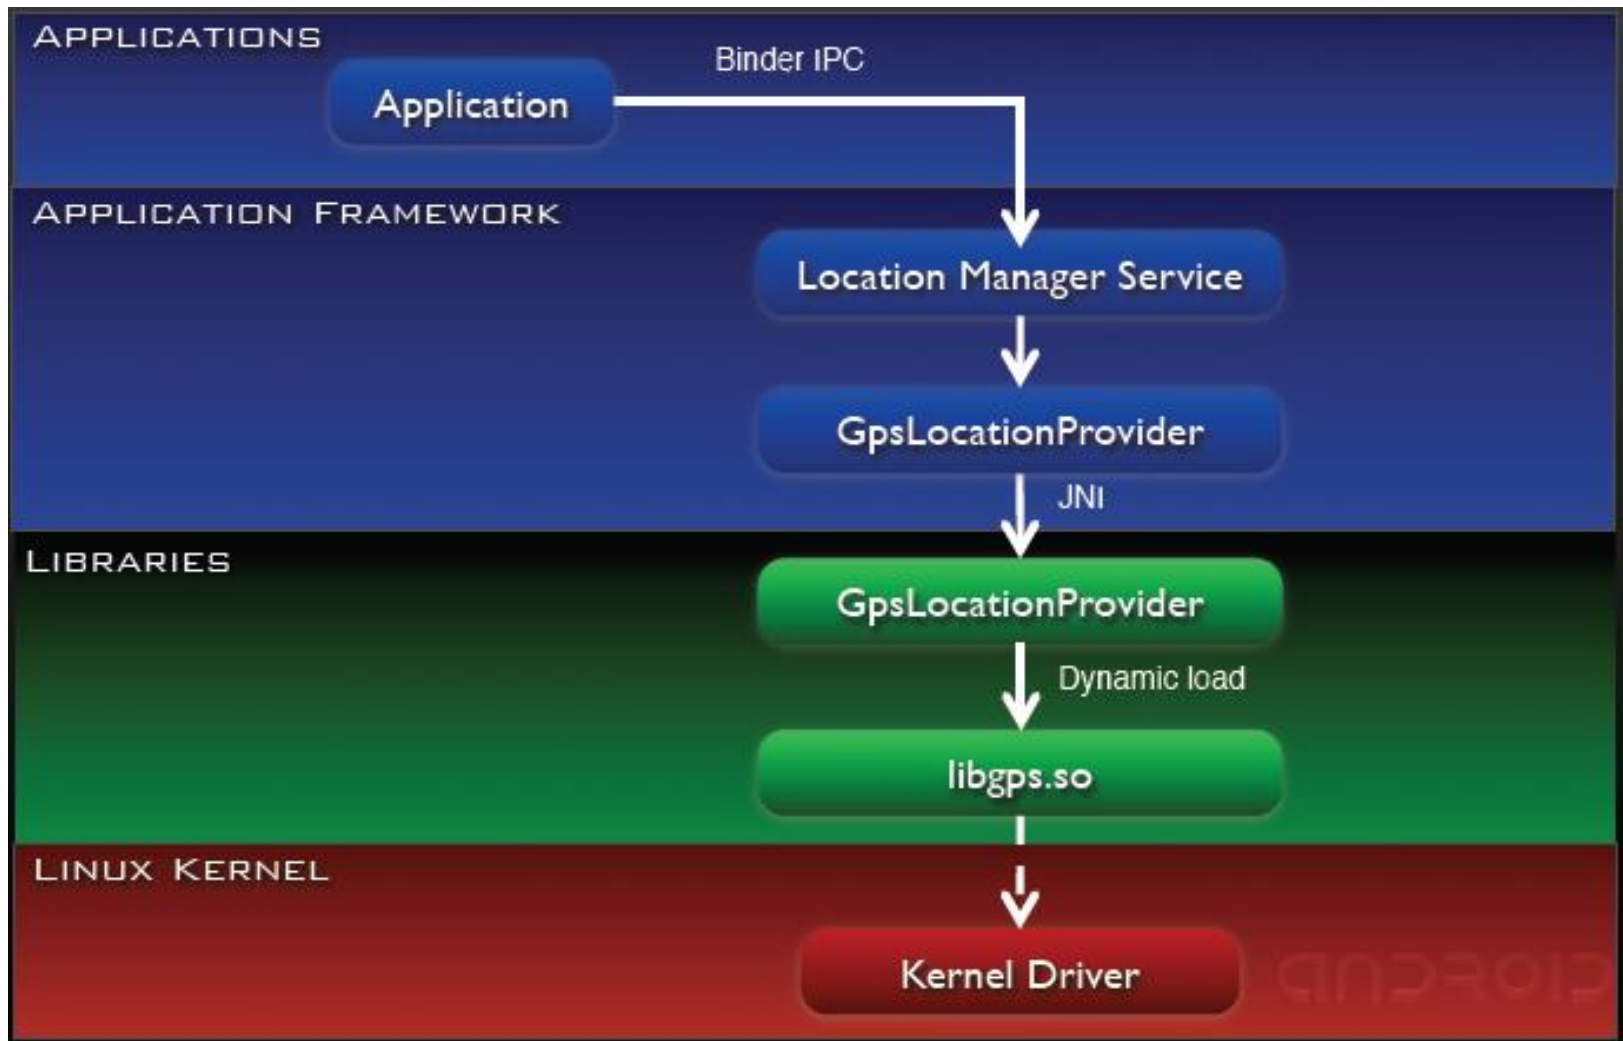 APPLICATIONS
Binder IPC
Application
APPLICATION FRAMEWORK
Location Manager Service
GpsLocationProvider
JNI
LIBRARIES
GpsLocationProvider
Dynamic load
libgps.so
LINUX KERNEL
Kernel Driver
ANDROID